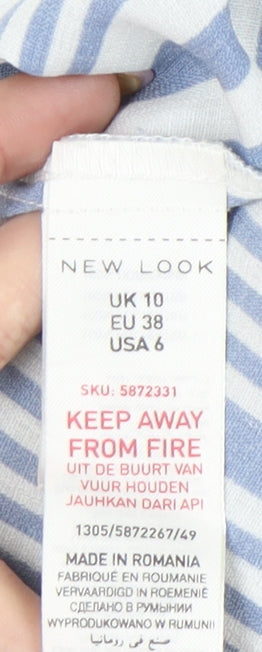 NEW LOOK
UK 10
EU 38
USA 6
SKU: 5872331
KEEP AWAY
FROM FIRE
UIT DE BUURT VAN
VUUR HOUDEN
JAUHKAN DARI API
1305/5872267/49
MADE IN ROMANIA
FABRIQUÉ EN ROUMANIE
VERVAARDIGD IN ROEMENIË
СДЕЛАНО В РУМЫНИИ
WYPRODUKOWANO W RUMUNII
صنع في رومانيا